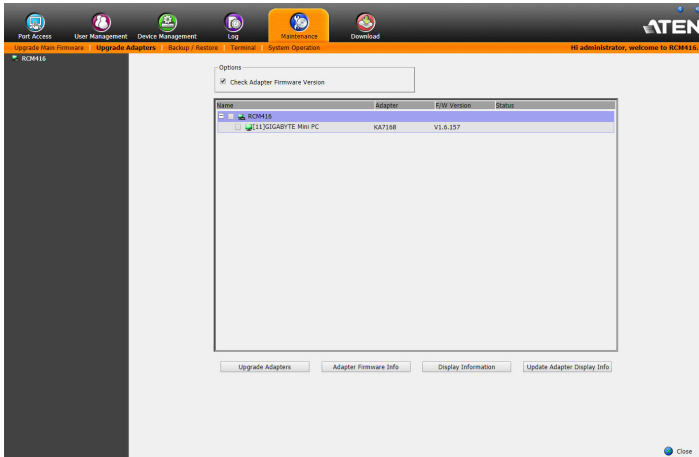 Port Access User Management Device Management Log Maintenance Download ATEN
Upgrade Main Firmware Upgrade Adapters Backup / Restore Terminal System Operation Hi administrator, welcome to RCM416.
RCM416
Options
Check Adapter Firmware Version
Name Adapter F/W Version Status
RCM416
[11]GIGABYTE Mini PC KA7168 V1.6.157
Upgrade Adapters Adapter Firmware Info Display Information Update Adapter Display Info
Close